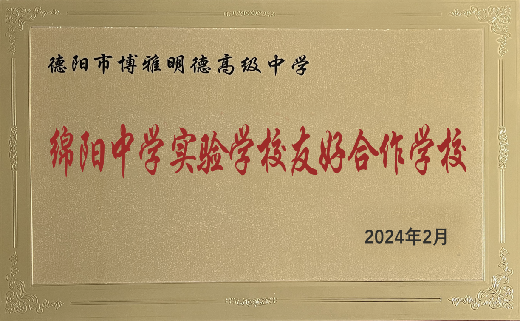 德阳市博雅明德高级中学
绵阳中学实验学校友好合作学校
2024年2月